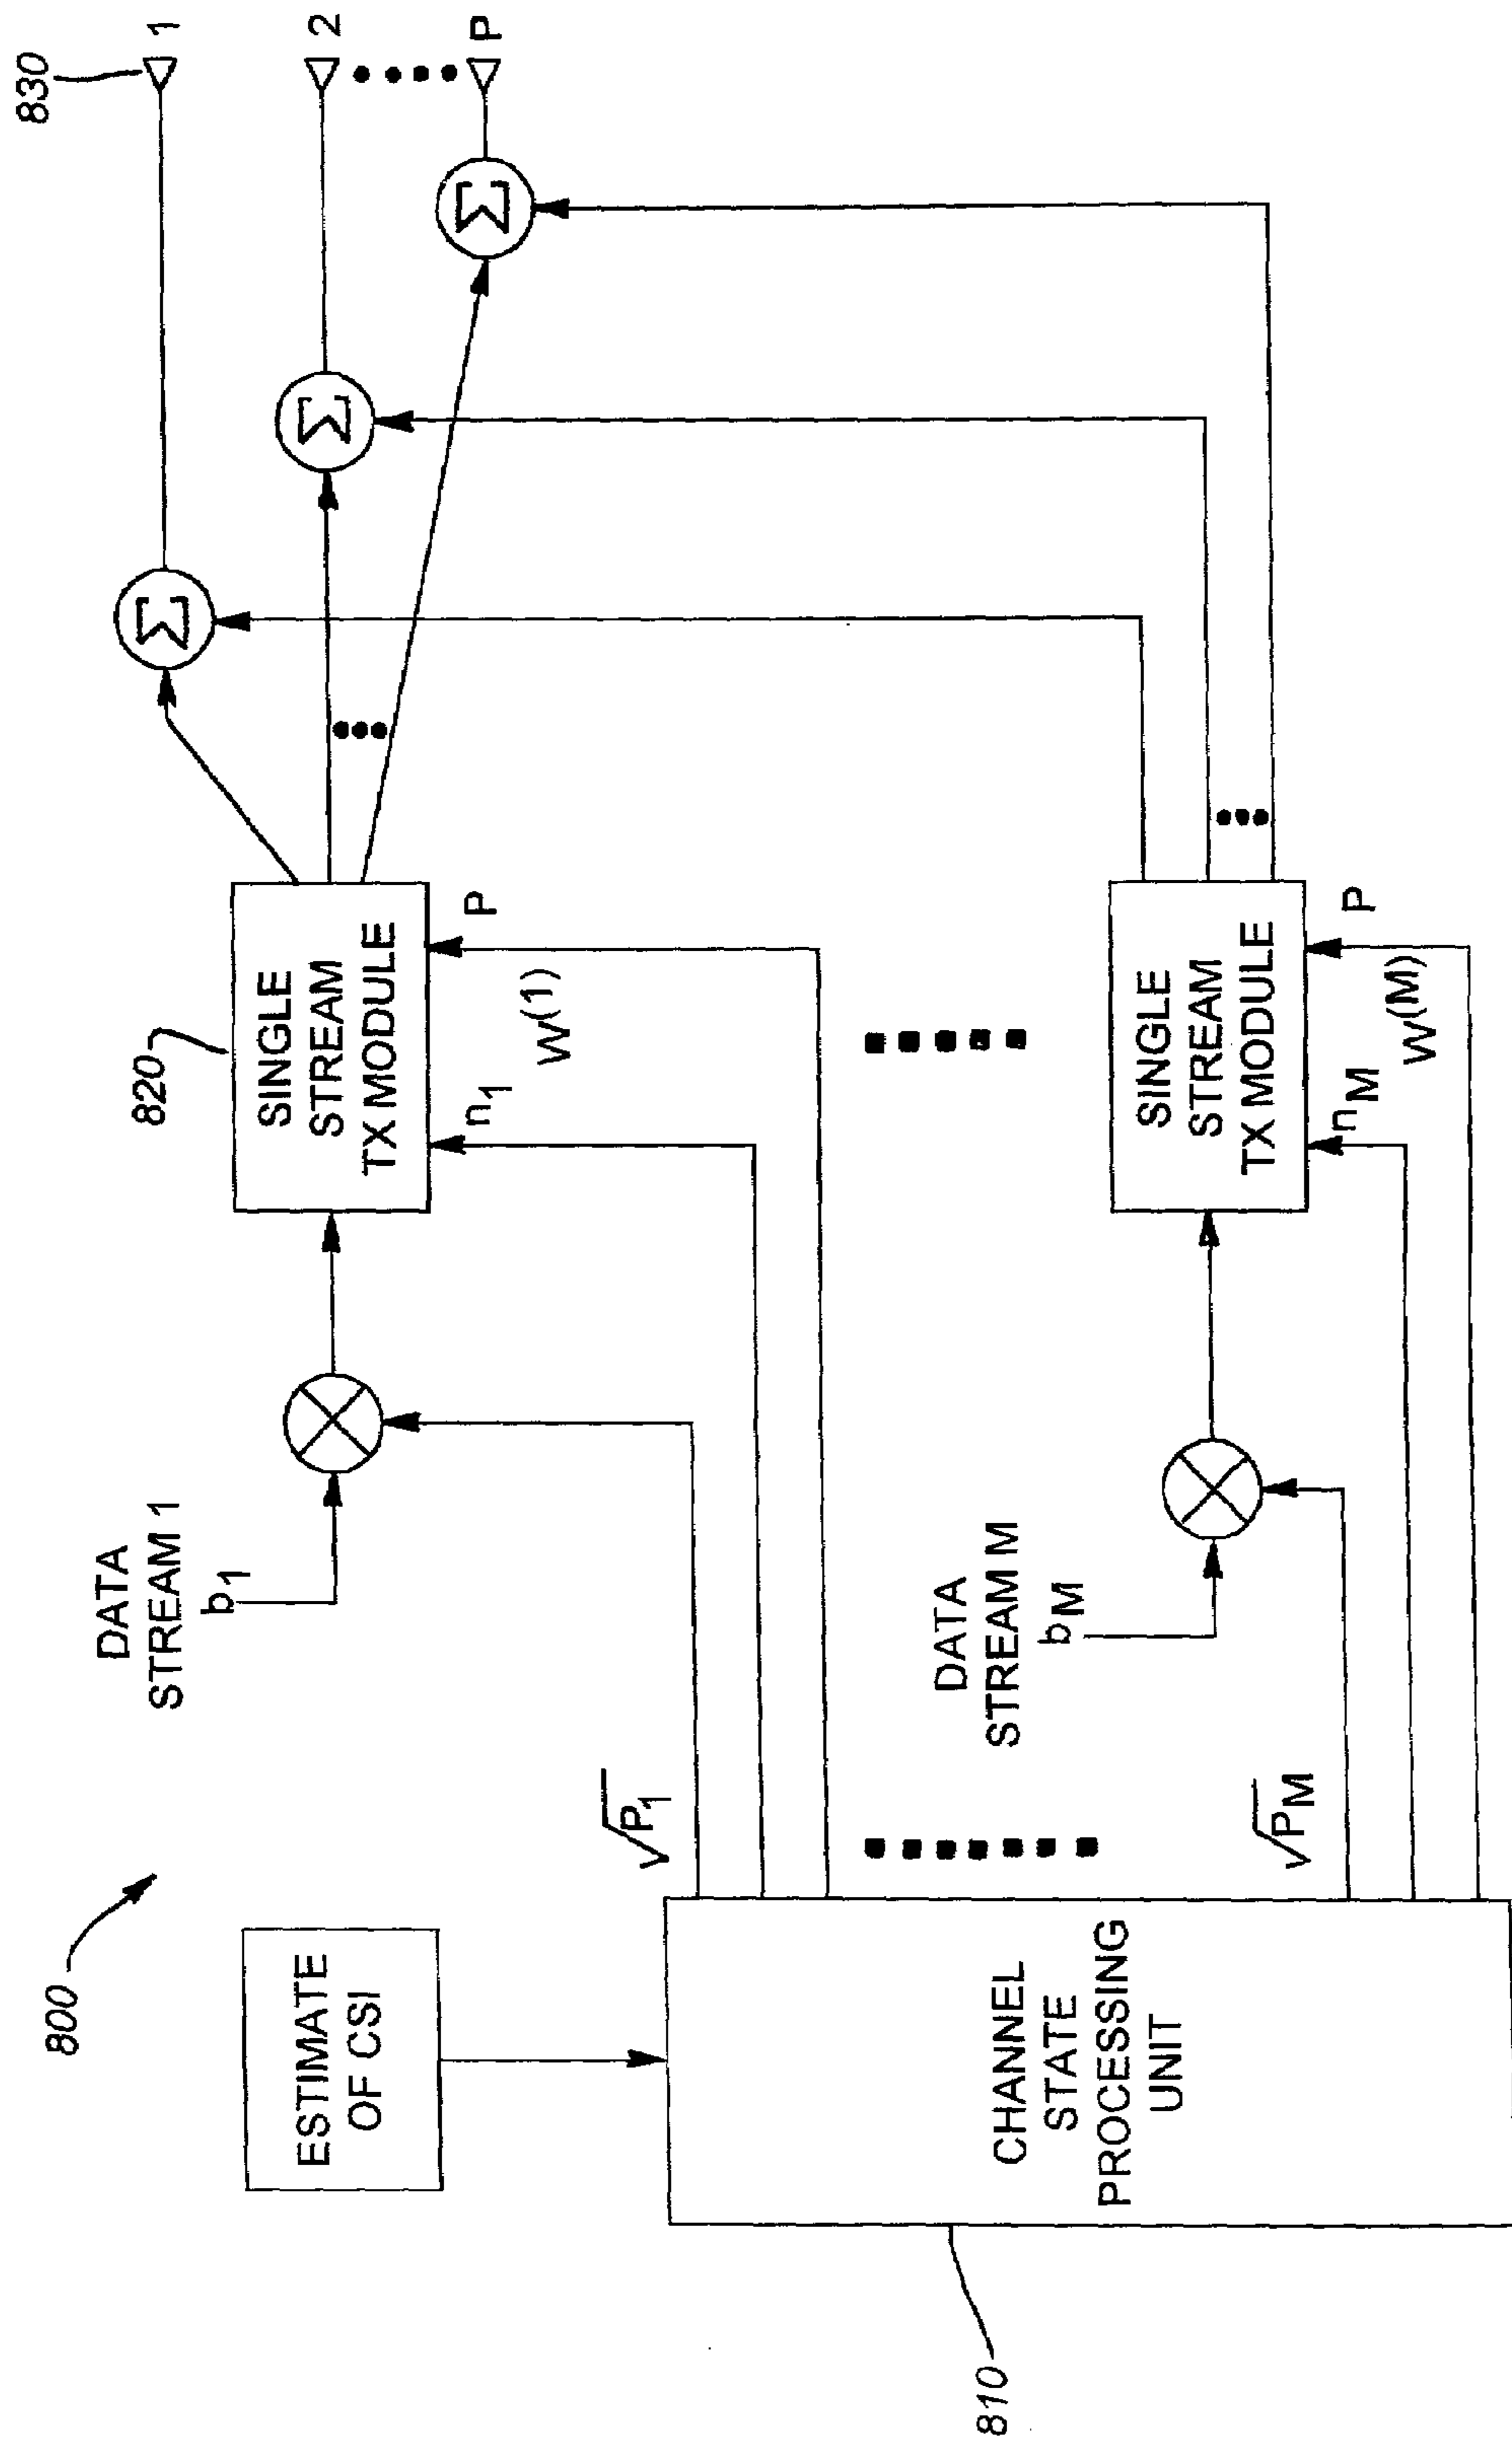 800
ESTIMATE
OF CSI
CHANNEL
STATE
PROCESSING
UNIT
810
DATA
STREAM 1
b1
√P1
DATA
STREAM M
bM
√PM
820
SINGLE
STREAM
TX MODULE
n1
W(1)
P
SINGLE
STREAM
TX MODULE
nM
W(M)
P
Σ
Σ
Σ
830
1
2
P